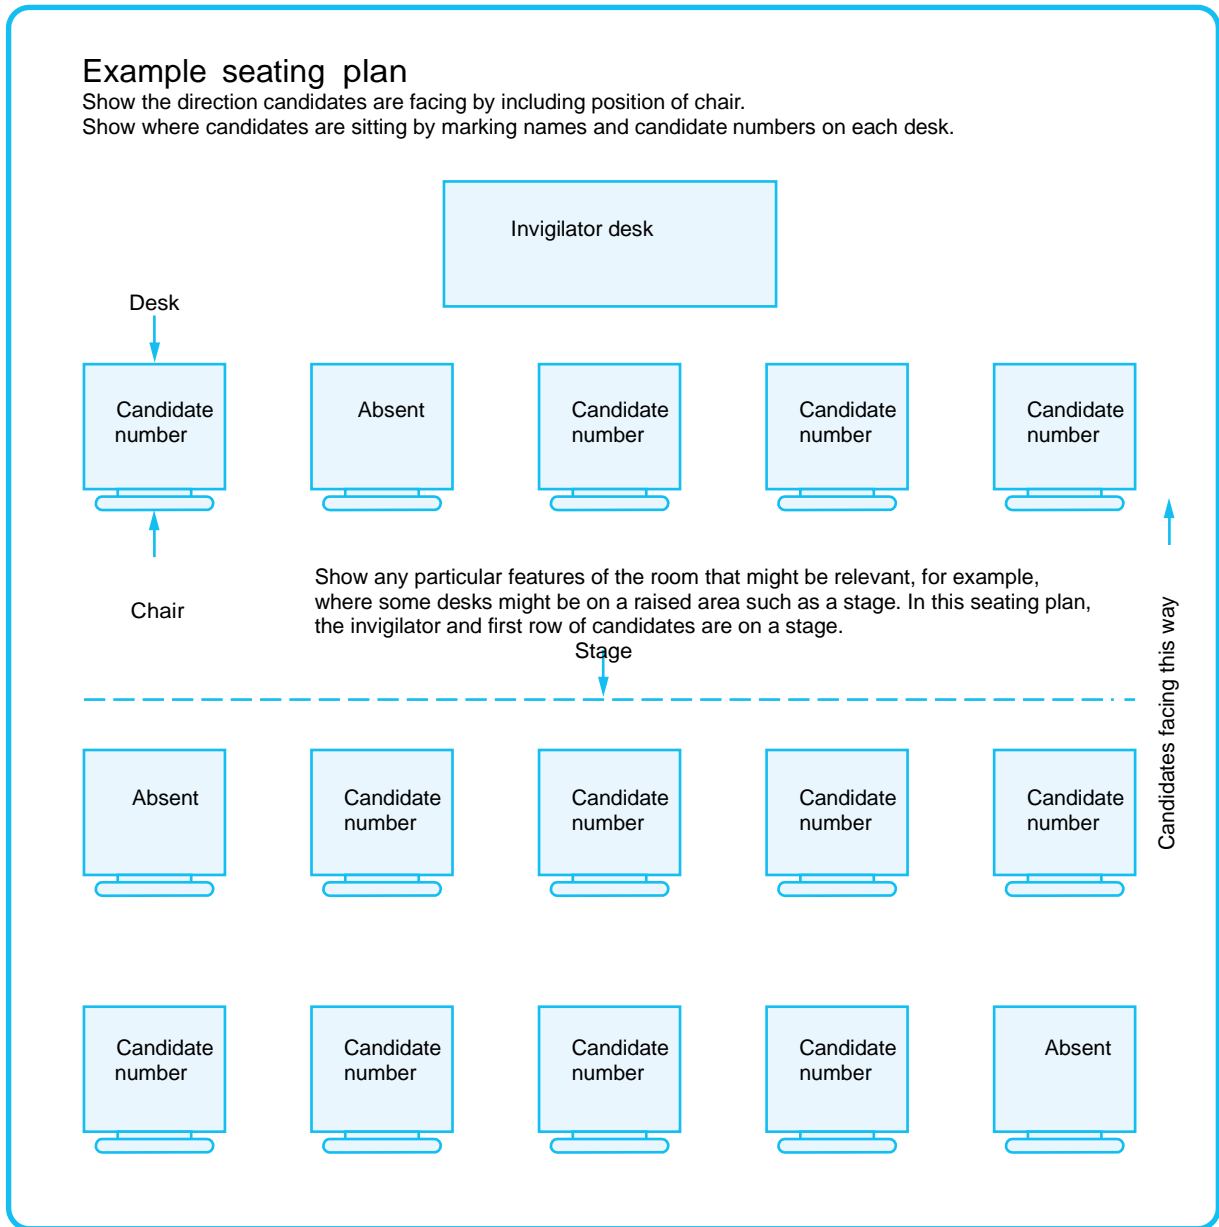 Example seating plan
Show the direction candidates are facing by including position of chair.
Show where candidates are sitting by marking names and candidate numbers on each desk.
Invigilator desk
Desk
Candidate
number
Absent
Candidate
number
Candidate
number
Candidate
number
Chair
Show any particular features of the room that might be relevant, for example,
where some desks might be on a raised area such as a stage. In this seating plan,
the invigilator and first row of candidates are on a stage.
Stage
Candidates facing this way
Absent
Candidate
number
Candidate
number
Candidate
number
Candidate
number
Candidate
number
Candidate
number
Candidate
number
Candidate
number
Absent